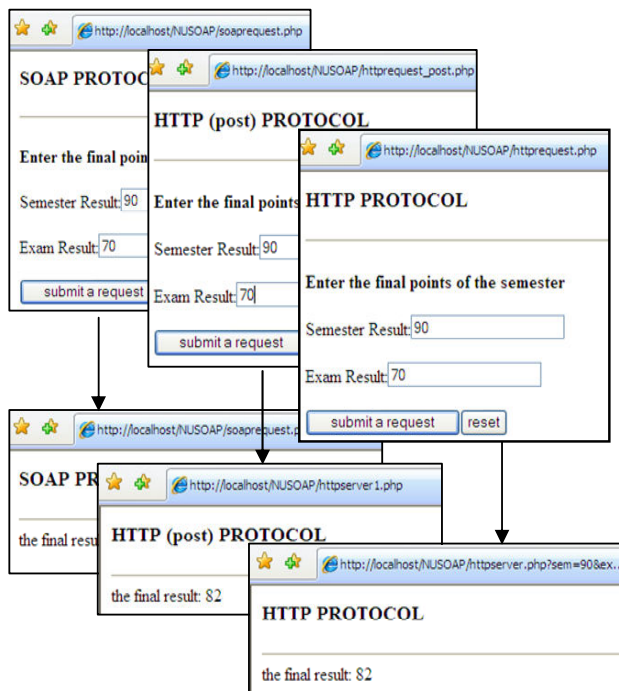 http://localhost/NUSOAP/soaprequest.php
SOAP PROTOC
Enter the final poin
Semester Result: 90
Exam Result: 70
submit a request
http://localhost/NUSOAP/httprequest_post.php
HTTP (post) PROTOCOL
Enter the final points
Semester Result: 90
Exam Result: 70
submit a request
http://localhost/NUSOAP/httprequest.php
HTTP PROTOCOL
Enter the final points of the semester
Semester Result: 90
Exam Result: 70
submit a request reset
http://localhost/NUSOAP/soaprequest.p
SOAP PR
the final resu
http://localhost/NUSOAP/httpserver1.php
HTTP (post) PROTOCOL
the final result: 82
http://localhost/NUSOAP/httpserver.php?sem=90&ex..
HTTP PROTOCOL
the final result: 82